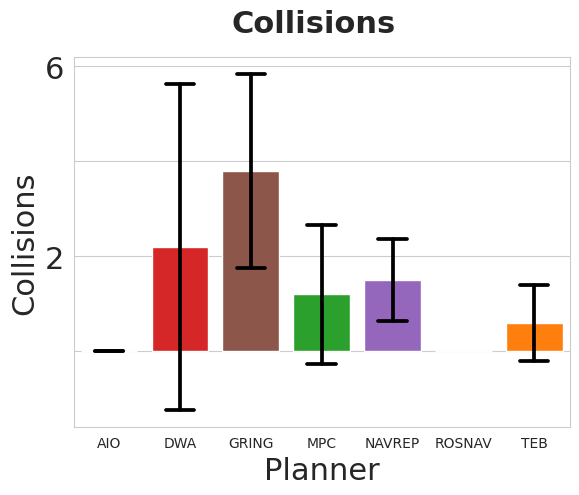 Collisions
6
2
Collisions
AIO DWA GRING MPC NAVREP ROSNAV TEB
Planner